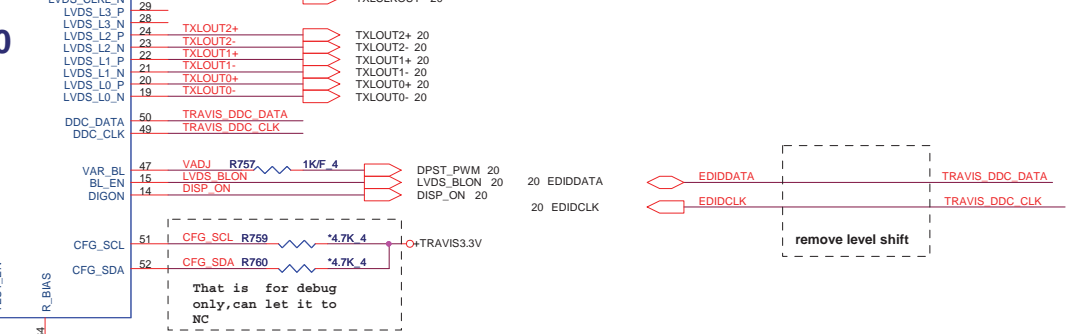 29
LVDS_L3_P
28
LVDS_L3_N
LVDS_L2_P 24 TXLOUT2+ TXLOUT2+ 20
LVDS_L2_N 23 TXLOUT2- TXLOUT2- 20
LVDS_L1_P 22 TXLOUT1+ TXLOUT1+ 20
LVDS_L1_N 21 TXLOUT1- TXLOUT1- 20
LVDS_L0_P 20 TXLOUT0+ TXLOUT0+ 20
LVDS_L0_N 19 TXLOUT0- TXLOUT0- 20
DDC_DATA 50 TRAVIS_DDC_DATA
DDC_CLK 49 TRAVIS_DDC_CLK
VAR_BL 47 VADJ R757 1K/F_4 DPST_PWM 20
BL_EN 15 LVDS_BLON LVDS_BLON 20
DIGON 14 DISP_ON DISP_ON 20
20 EDIDDATA EDIDDATA TRAVIS_DDC_DATA
20 EDIDCLK EDIDCLK TRAVIS_DDC_CLK
remove level shift
CFG_SCL 51 CFG_SCL R759 *4.7K_4 +TRAVIS3.3V
CFG_SDA 52 CFG_SDA R760 *4.7K_4
That is for debug
only,can let it to
NC
R_BIAS